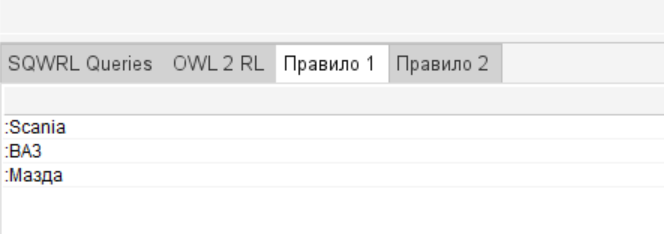 SQWRL Queries OWL 2 RL Правило 1 Правило 2
:Scania
:ВАЗ
:Мазда